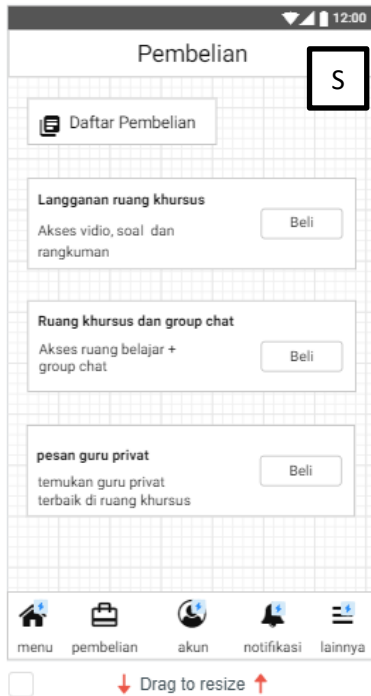 12:00
Pembelian
S
Daftar Pembelian
Langganan ruang khursus
Akses vidio, soal dan
rangkuman
Beli
Ruang khursus dan group chat
Akses ruang belajar +
group chat
Beli
pesan guru privat
temukan guru privat
terbaik di ruang khursus
Beli
menu pembelian akun notifikasi lainnya
Drag to resize